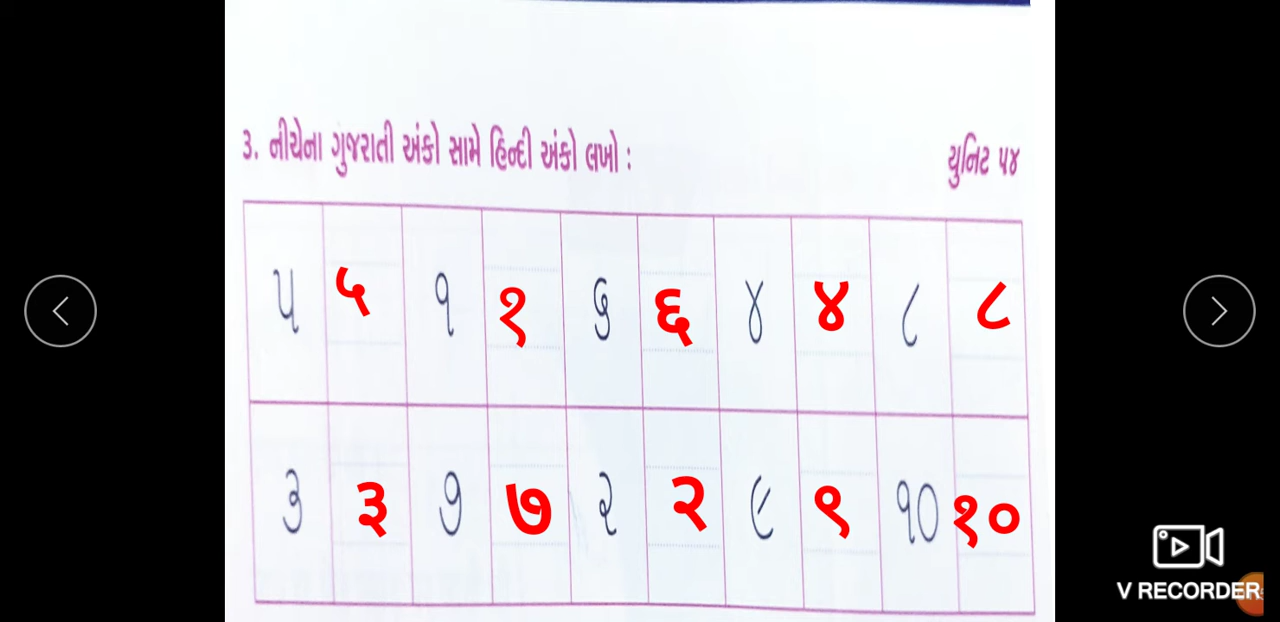 ૩. નીચેના ગુજરાતી અંકો સામે હિન્દી અંકો લખો : યુનિટ ૫૪
૫ ५ ૧ १ ૬ ६ ૪ ४ ૮ ८
૩ ३ ૭ ७ ૨ २ ૯ ९ ૧૦ १०
V RECORDER